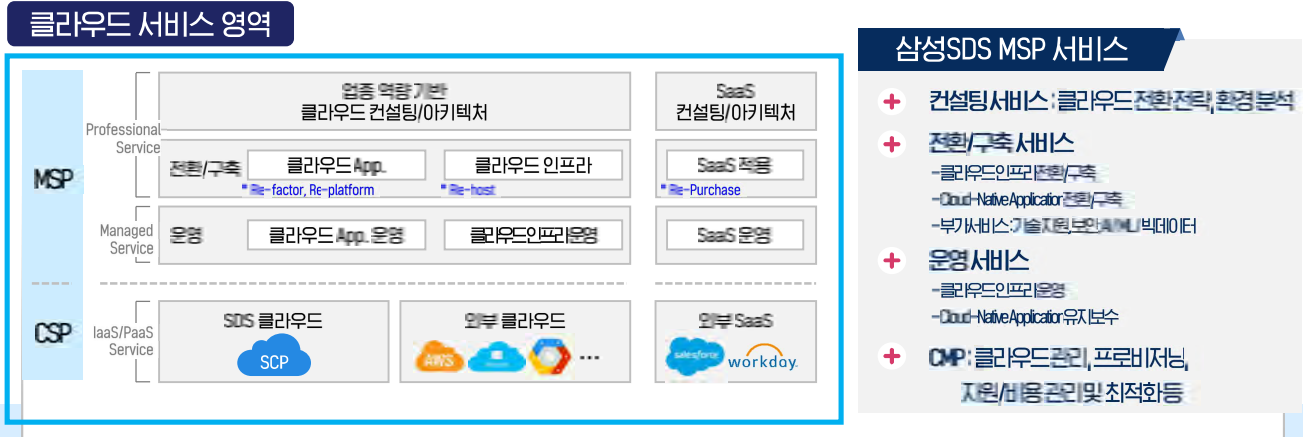 클라우드 서비스 영역
MSP
Professional
Service
업종 역량 기반
클라우드 컨설팅/아키텍처
SaaS
컨설팅/아키텍처
전환/구축
클라우드 App.
* Re-factor, Re-platform
클라우드 인프라
* Re-host
SaaS 적용
* Re-Purchase
Managed
Service
운영
클라우드 App. 운영
클라우드 인프라 운영
SaaS 운영
CSP
IaaS/PaaS
Service
SDS 클라우드
SCP
외부 클라우드
AWS
...
외부 SaaS
salesforce
workday.
삼성SDS MSP 서비스
+ 컨설팅 서비스 : 클라우드 전환 전략, 환경 분석
+ 전환/구축 서비스
- 클라우드 인프라 전환/구축
- Cloud-Native Application 전환/구축
- 부가서비스 : 기술지원, 보안, AI/ML/빅데이터
+ 운영 서비스
- 클라우드 인프라 운영
- Cloud-Native Application 유지보수
+ CMP : 클라우드 관리, 프로비저닝,
자원/비용 관리 및 최적화 등